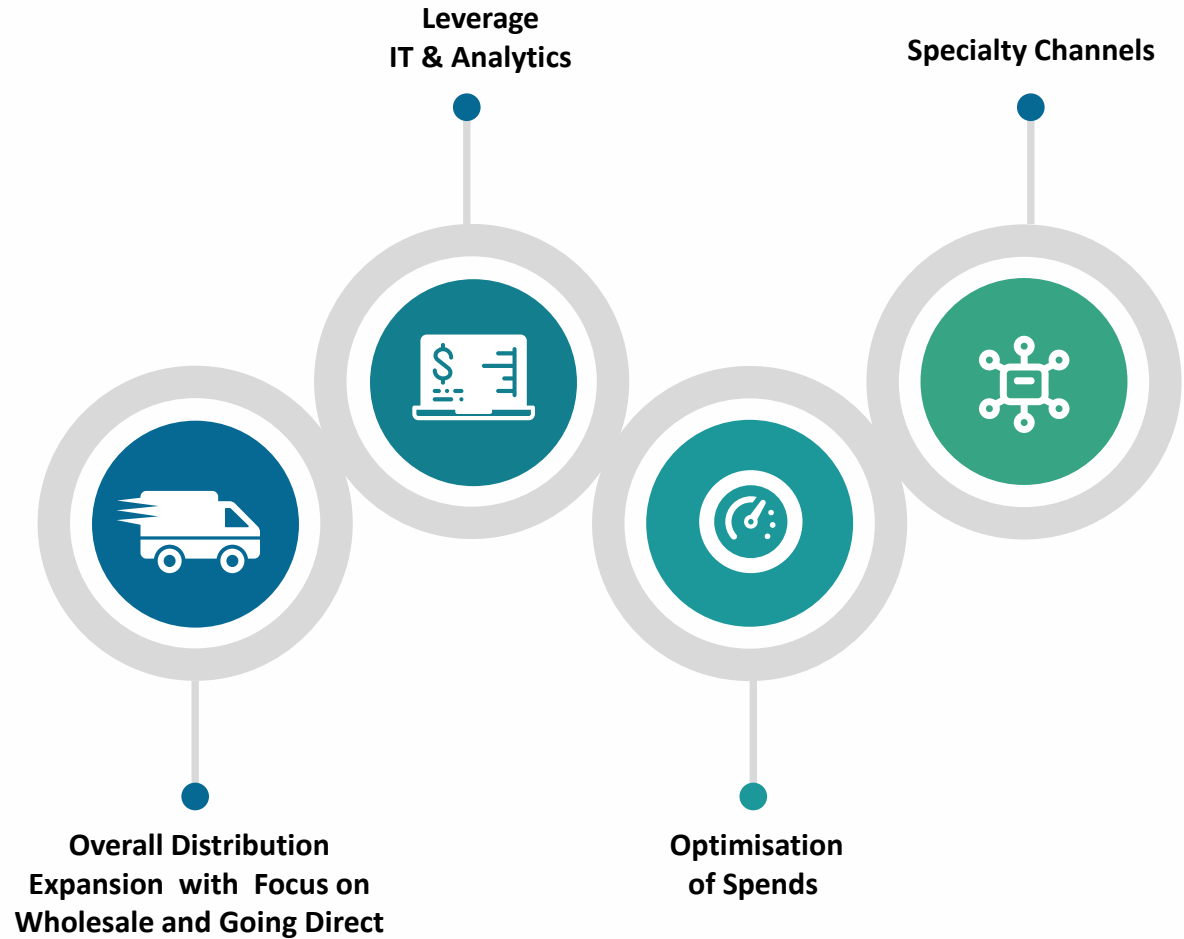 Leverage
IT & Analytics
Specialty Channels
$
Overall Distribution
Expansion with Focus on
Wholesale and Going Direct
Optimisation
of Spends